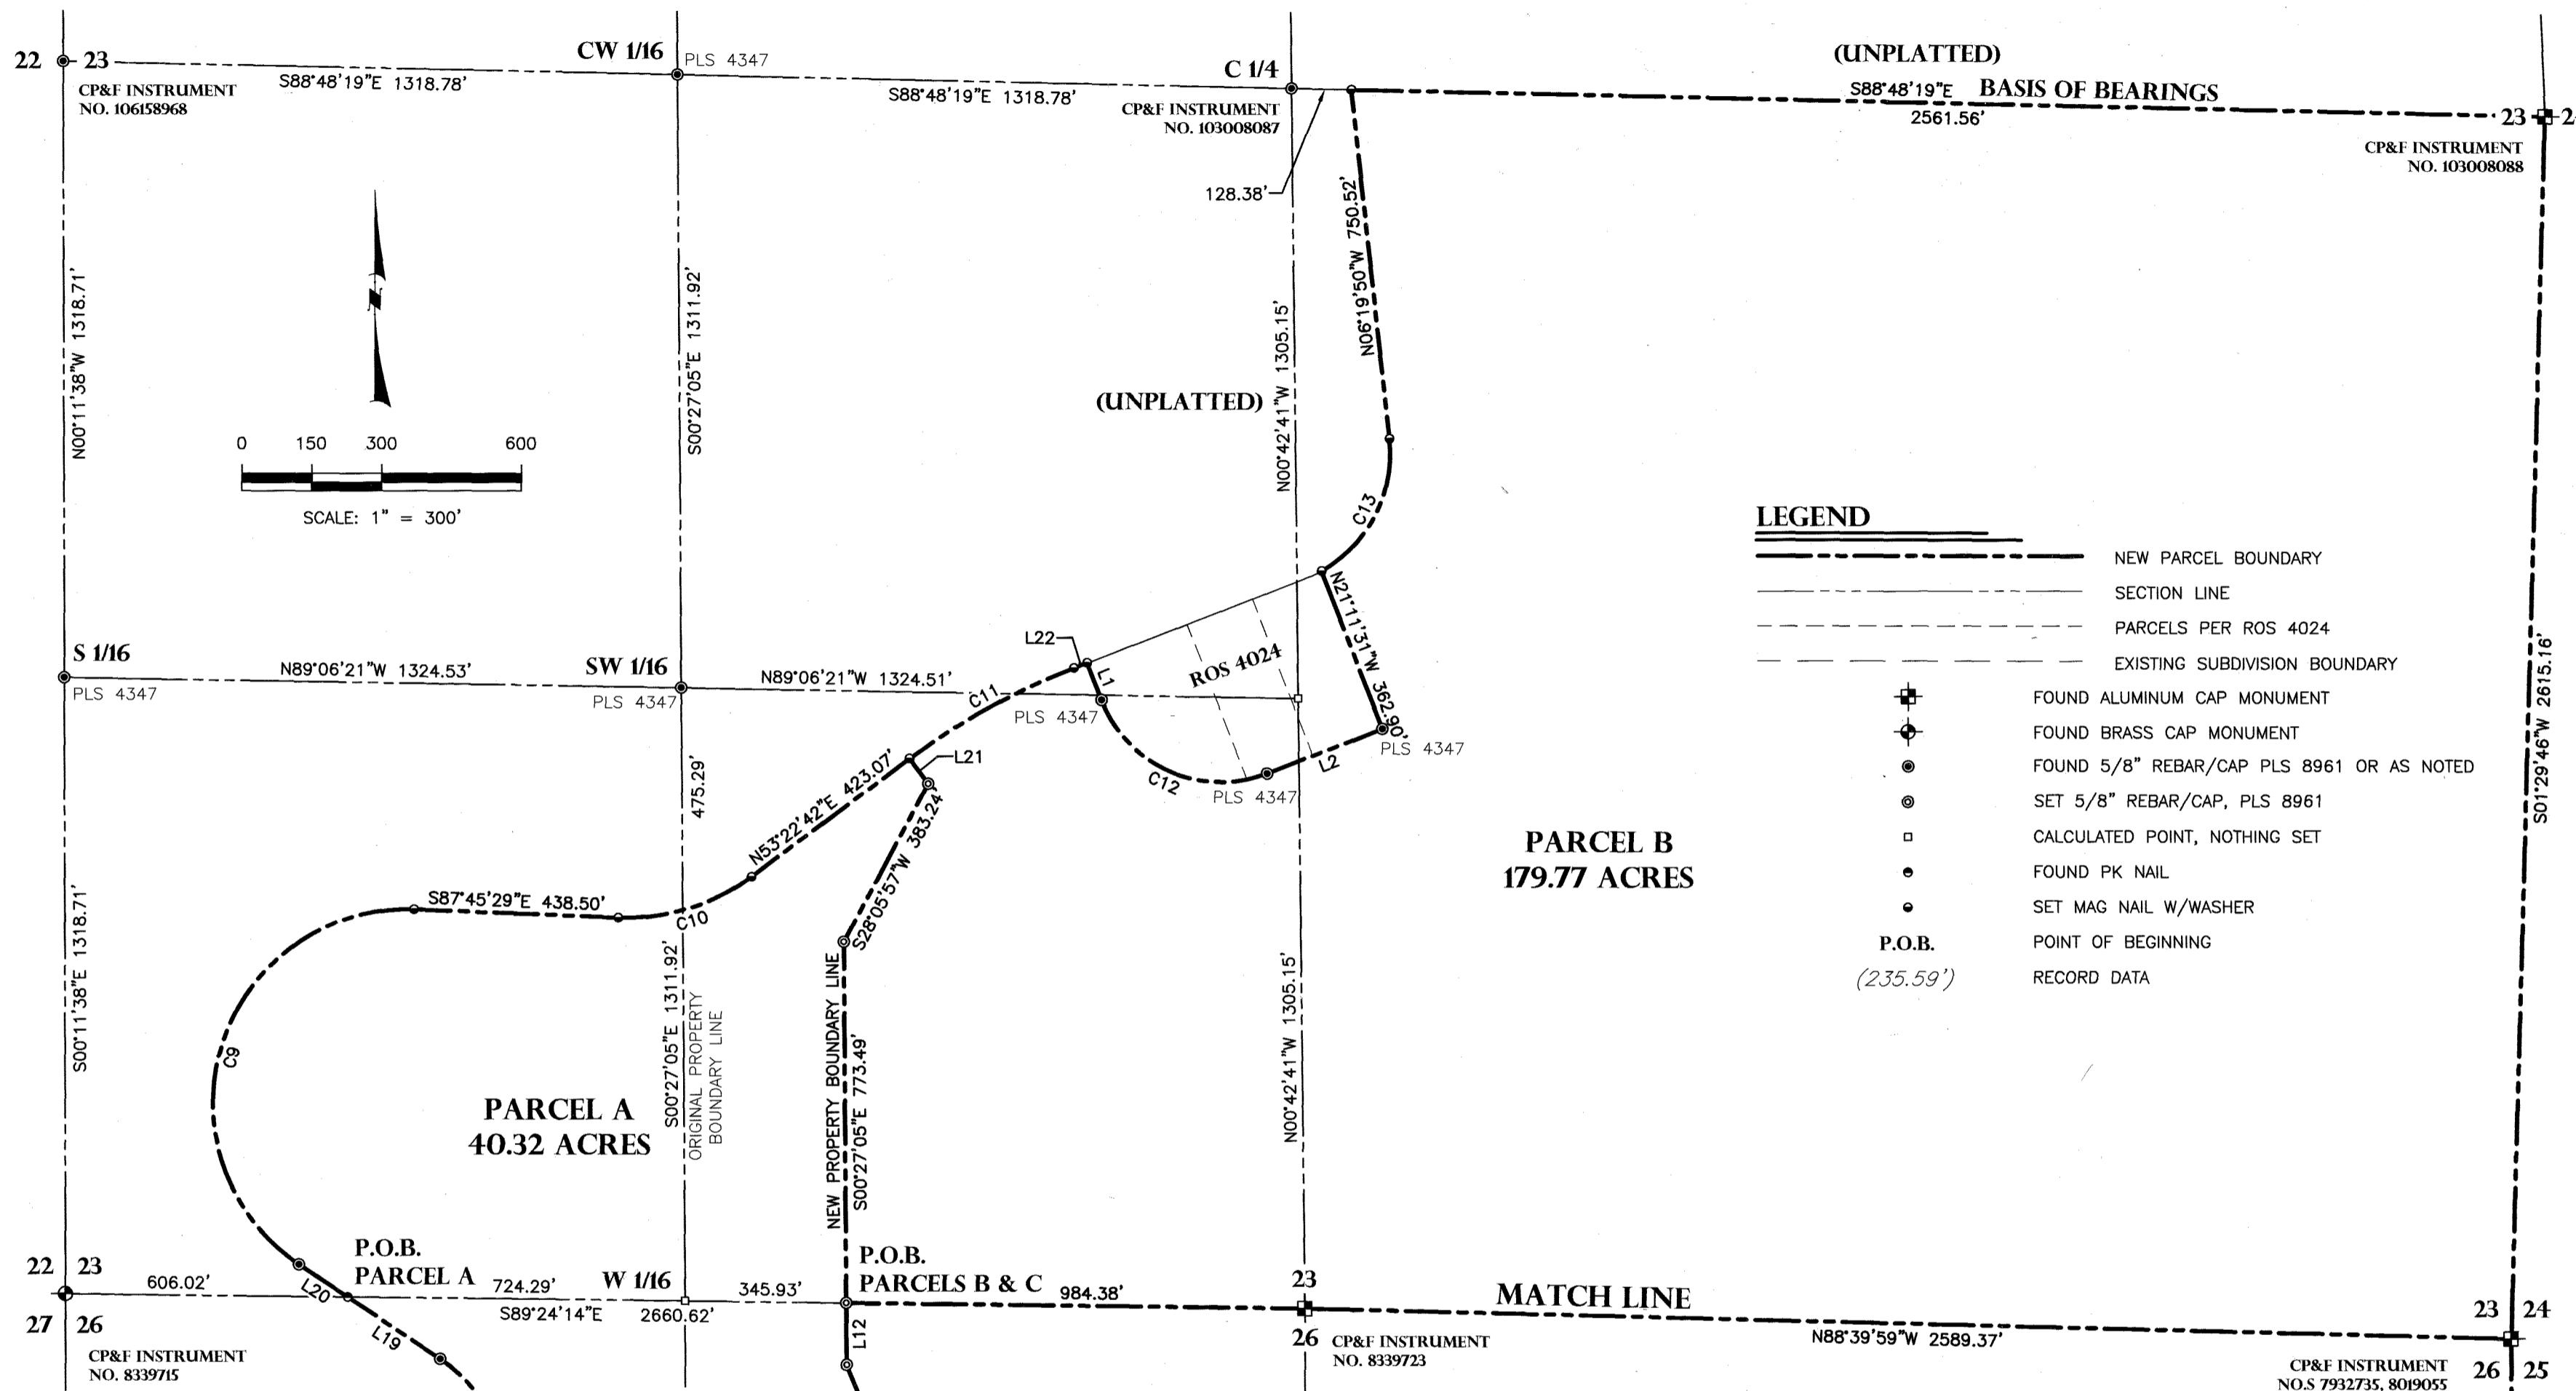 22 23
CP&F INSTRUMENT
NO. 106158968
S88°48'19"E 1318.78'
CW 1/16
PLS 4347
S88°48'19"E 1318.78'
C 1/4
CP&F INSTRUMENT
NO. 103008087
128.38'
(UNPLATTED)
S88°48'19"E BASIS OF BEARINGS
2561.56'
23 2
CP&F INSTRUMENT
NO. 103008088
N00°11'38"W 1318.71'
N
0 150 300 600
SCALE: 1" = 300'
S00°27'05"E 1311.92'
(UNPLATTED)
N00°42'41"W 1305.15'
N06°19'50"W 750.52'
C13
N21°11'31"W 362.90'
LEGEND
NEW PARCEL BOUNDARY
SECTION LINE
PARCELS PER ROS 4024
EXISTING SUBDIVISION BOUNDARY
FOUND ALUMINUM CAP MONUMENT
FOUND BRASS CAP MONUMENT
FOUND 5/8" REBAR/CAP PLS 8961 OR AS NOTED
SET 5/8" REBAR/CAP, PLS 8961
CALCULATED POINT, NOTHING SET
FOUND PK NAIL
SET MAG NAIL W/WASHER
P.O.B. POINT OF BEGINNING
(235.59') RECORD DATA
S01°29'46"W 2615.16'
S 1/16
PLS 4347
N89°06'21"W 1324.53'
SW 1/16
PLS 4347
N89°06'21"W 1324.51'
L22
L1
C11
PLS 4347
ROS 4024
C12
PLS 4347
L2
PLS 4347
L21
475.29'
N53°22'42"E 423.07'
S28°05'57"W 383.24'
S87°45'29"E 438.50'
C10
C9
S00°11'38"E 1318.71'
S00°27'05"E 1311.92'
ORIGINAL PROPERTY
BOUNDARY LINE
NEW PROPERTY BOUNDARY LINE
S00°27'05"E 773.49'
N00°42'41"W 1305.15'
PARCEL A
40.32 ACRES
PARCEL B
179.77 ACRES
22 23
27 26
606.02'
CP&F INSTRUMENT
NO. 8339715
L20
P.O.B.
PARCEL A
L19
724.29'
S89°24'14"E 2660.62'
W 1/16
345.93'
P.O.B.
PARCELS B & C
L12
984.38'
23
26
CP&F INSTRUMENT
NO. 8339723
MATCH LINE
N88°39'59"W 2589.37'
23 24
26 25
CP&F INSTRUMENT
NO.S 7932735, 8019055